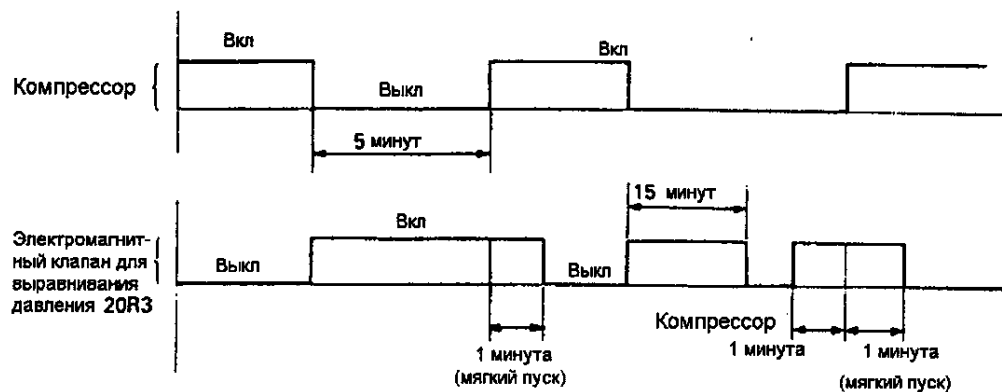 Вкл
Вкл
Компрессор
Выкл
5 минут
15 минут
Вкл
Электромагнит-
ный клапан для
выравнивания
давления 20R3
Выкл
Выкл
Компрессор
1 минута
(мягкий пуск)
1 минута
1 минута
(мягкий пуск)